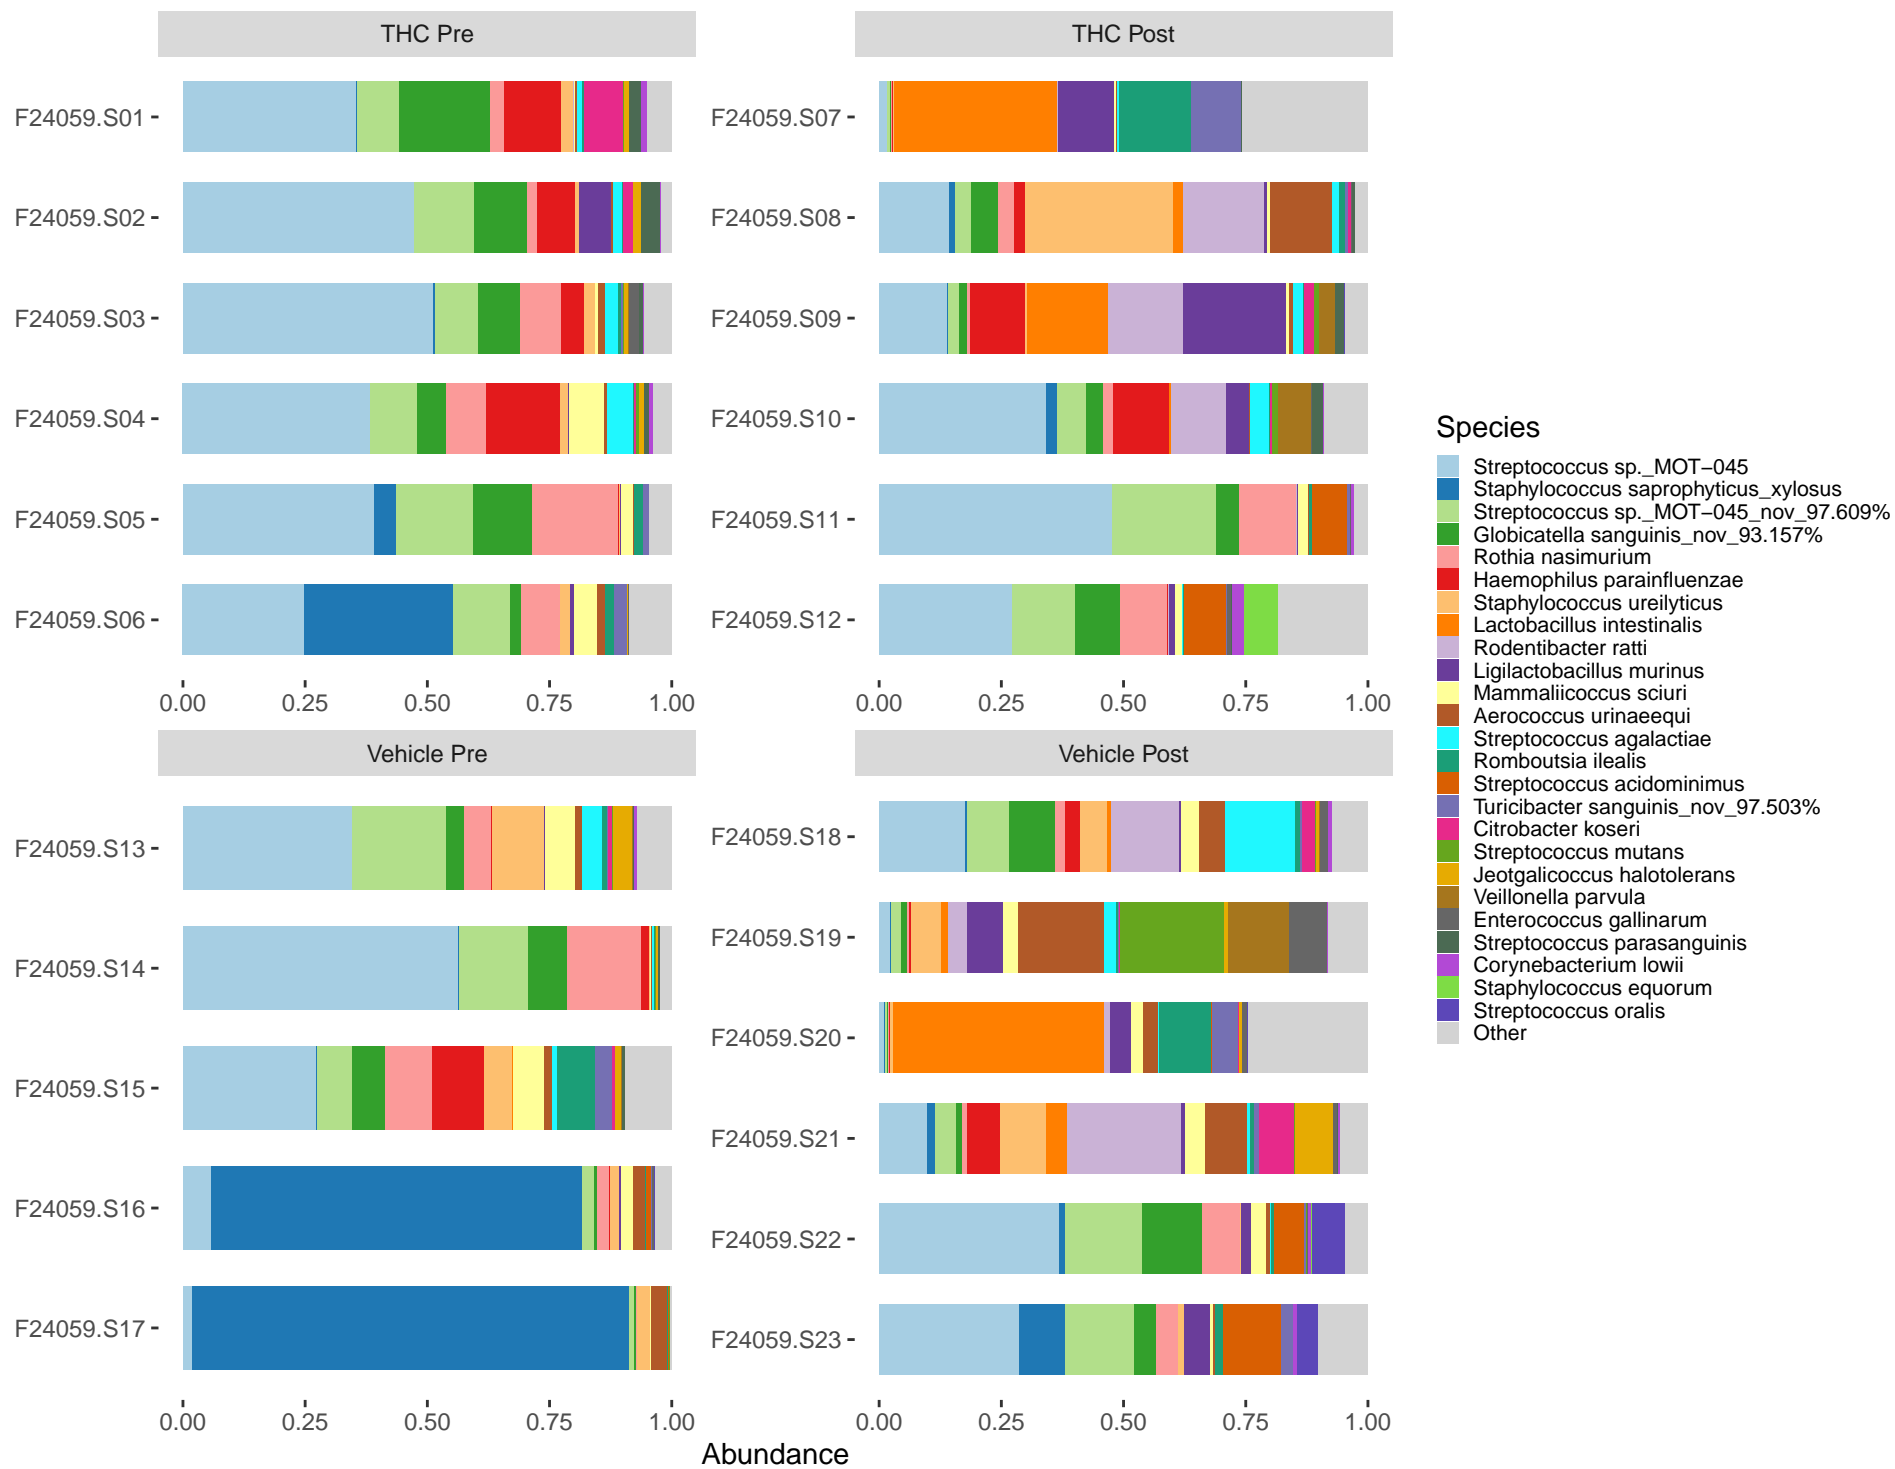 THC Pre
F24059.S01
F24059.S02
F24059.S03
F24059.S04
F24059.S05
F24059.S06
0.00 0.25 0.50 0.75 1.00
THC Post
F24059.S07
F24059.S08
F24059.S09
F24059.S10
F24059.S11
F24059.S12
0.00 0.25 0.50 0.75 1.00
Vehicle Pre
F24059.S13
F24059.S14
F24059.S15
F24059.S16
F24059.S17
0.00 0.25 0.50 0.75 1.00
Vehicle Post
F24059.S18
F24059.S19
F24059.S20
F24059.S21
F24059.S22
F24059.S23
0.00 0.25 0.50 0.75 1.00
Abundance
Species
Streptococcus sp._MOT−045
Staphylococcus saprophyticus_xylosus
Streptococcus sp._MOT−045_nov_97.609%
Globicatella sanguinis_nov_93.157%
Rothia nasimurium
Haemophilus parainfluenzae
Staphylococcus ureilyticus
Lactobacillus intestinalis
Rodentibacter ratti
Ligilactobacillus murinus
Mammaliicoccus sciuri
Aerococcus urinaeequi
Streptococcus agalactiae
Romboutsia ilealis
Streptococcus acidominimus
Turicibacter sanguinis_nov_97.503%
Citrobacter koseri
Streptococcus mutans
Jeotgalicoccus halotolerans
Veillonella parvula
Enterococcus gallinarum
Streptococcus parasanguinis
Corynebacterium lowii
Staphylococcus equorum
Streptococcus oralis
Other